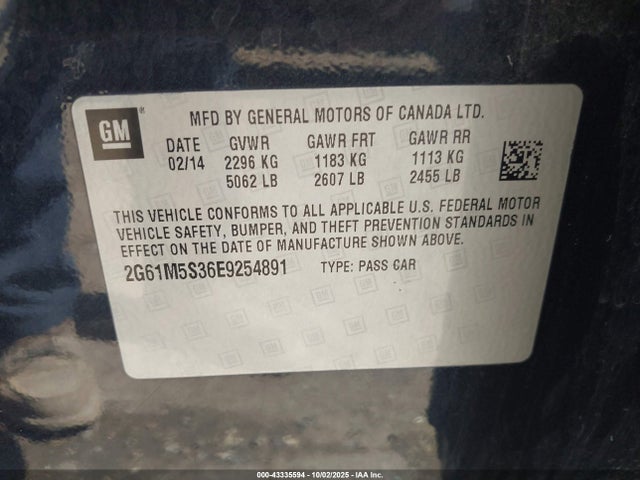 GM ®
MFD BY GENERAL MOTORS OF CANADA LTD.
DATE GVWR GAWR FRT GAWR RR
02/14 2296 KG 1183 KG 1113 KG
5062 LB 2607 LB 2455 LB
THIS VEHICLE CONFORMS TO ALL APPLICABLE U.S. FEDERAL MOTOR
VEHICLE SAFETY, BUMPER, AND THEFT PREVENTION STANDARDS IN
EFFECT ON THE DATE OF MANUFACTURE SHOWN ABOVE.
2G61M5S36E9254891 TYPE: PASS CAR
000-43335594 | 10/02/2025 | IAA Inc.